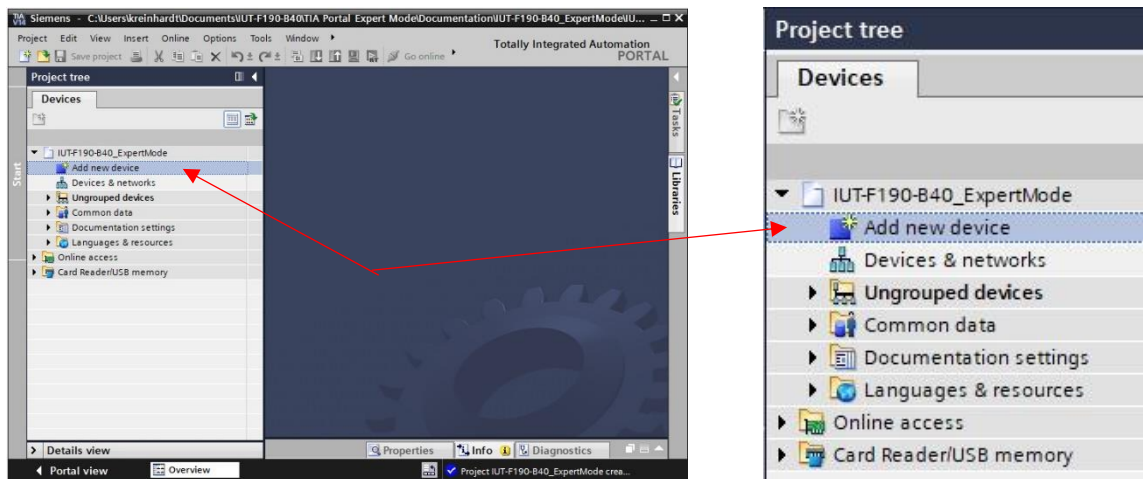 Siemens - C:\Users\kreinhardt\Documents\IUT-F190-B40\TIA Portal Expert Mode\Documentation\IUT-F190-B40_ExpertMode\IU...
Project Edit View Insert Online Options Tools Window
Totally Integrated Automation
PORTAL
Save project
Go online
Project tree
Devices
IUT-F190-B40_ExpertMode
Add new device
Devices & networks
Ungrouped devices
Common data
Documentation settings
Languages & resources
Online access
Card Reader/USB memory
Start
Tasks
Libraries
Details view
Properties
Info
Diagnostics
Portal view
Overview
Project IUT-F190-B40_ExpertMode crea...
Project tree
Devices
IUT-F190-B40_ExpertMode
Add new device
Devices & networks
Ungrouped devices
Common data
Documentation settings
Languages & resources
Online access
Card Reader/USB memory